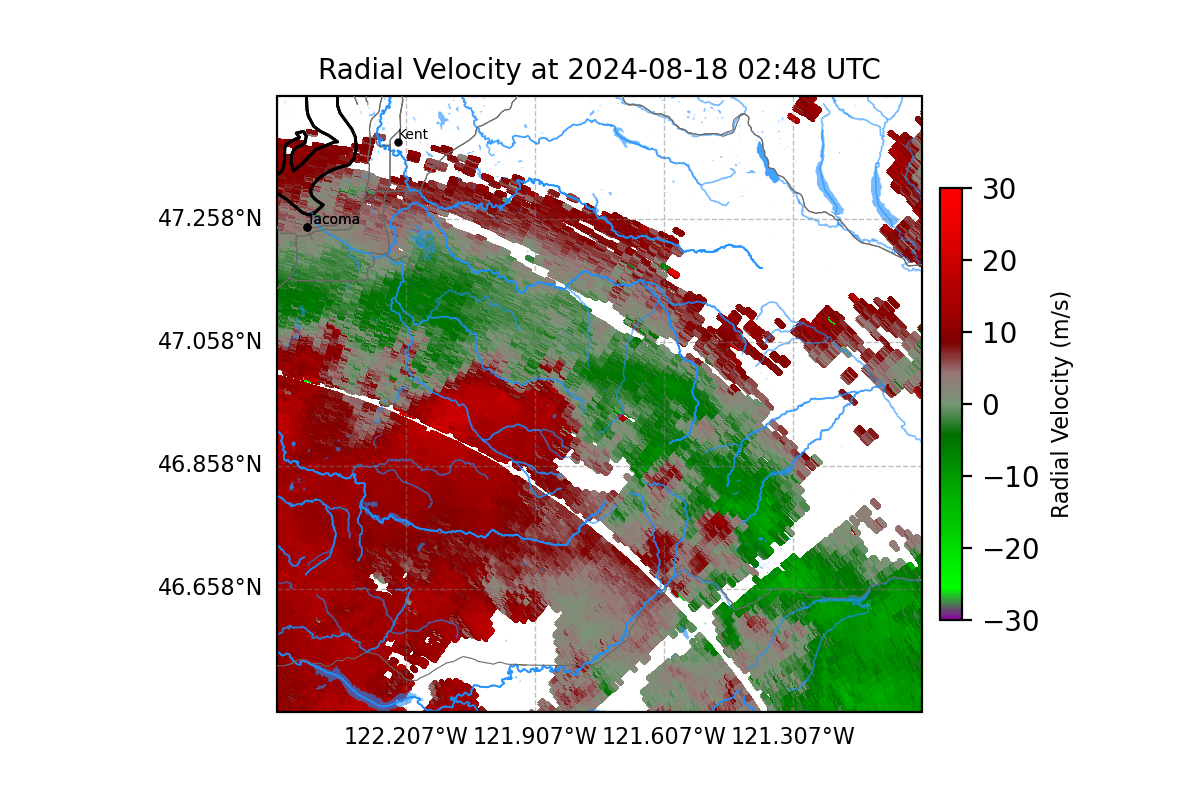 Radial Velocity at 2024-08-18 02:48 UTC
Kent
Tacoma
47.258°N
47.058°N
46.858°N
46.658°N
122.207°W 121.907°W 121.607°W 121.307°W
30
20
10
0
−10
−20
−30
Radial Velocity (m/s)